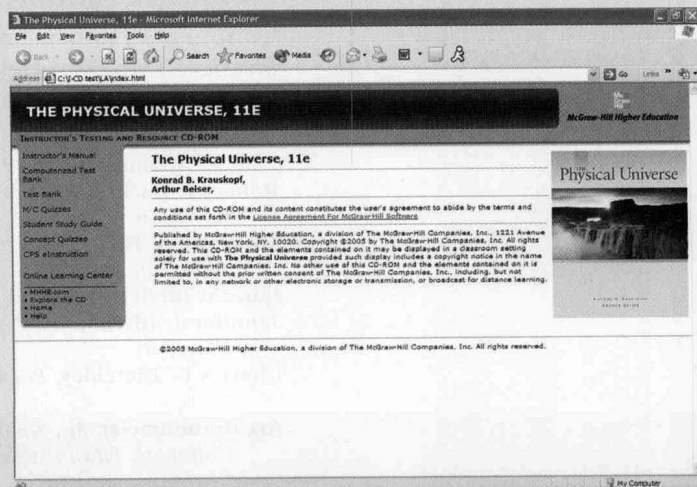 The Physical Universe, 11e - Microsoft Internet Explorer
File Edit View Favorites Tools Help
Back Search Favorites Media
Address C:\I-CD test\LA\index.html Go Links
THE PHYSICAL UNIVERSE, 11E
Mc
Graw
Hill
McGraw-Hill Higher Education
INSTRUCTOR'S TESTING AND RESOURCE CD-ROM
Instructor's Manual
Computerized Test
Bank
Test Bank
M/C Quizzes
Student Study Guide
Concept Quizzes
CPS eInstruction
Online Learning Center
• MHHE.com
• Explore the CD
• Home
• Help
The Physical Universe, 11e
Konrad B. Krauskopf,
Arthur Beiser,
Any use of this CD-ROM and its content constitutes the user's agreement to abide by the terms and
conditions set forth in the License Agreement For McGraw-Hill Software
Published by McGraw-Hill Higher Education, a division of The McGraw-Hill Companies, Inc., 1221 Avenue
of the Americas, New York, NY, 10020. Copyright ©2005 by The McGraw-Hill Companies, Inc. All rights
reserved. This CD-ROM and the elements contained on it may be displayed in a classroom setting
solely for use with The Physical Universe provided such display includes a copyright notice in the name
of The McGraw-Hill Companies, Inc. No other use of this CD-ROM and the elements contained on it is
permitted without the prior written consent of The McGraw-Hill Companies, Inc., including, but not
limited to, in any network or other electronic storage or transmission, or broadcast for distance learning.
THE
Physical Universe
©2005 McGraw-Hill Higher Education, a division of The McGraw-Hill Companies, Inc. All rights reserved.
My Computer